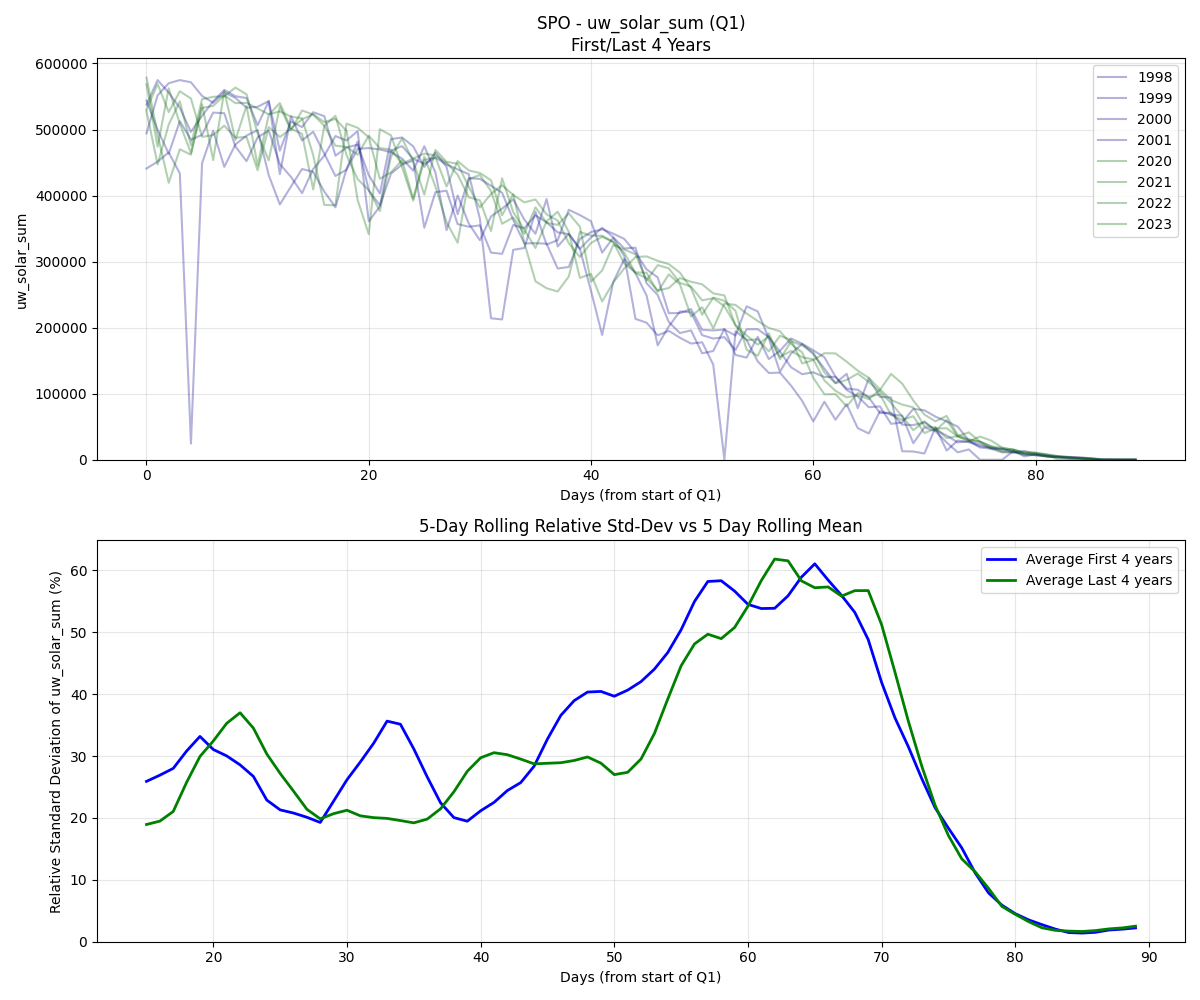 SPO - uw_solar_sum (Q1)
First/Last 4 Years
600000
500000
400000
300000
200000
100000
0
uw_solar_sum
1998
1999
2000
2001
2020
2021
2022
2023
0 20 40 60 80
Days (from start of Q1)
5-Day Rolling Relative Std-Dev vs 5 Day Rolling Mean
60
50
40
30
20
10
0
Relative Standard Deviation of uw_solar_sum (%)
Average First 4 years
Average Last 4 years
20 30 40 50 60 70 80 90
Days (from start of Q1)